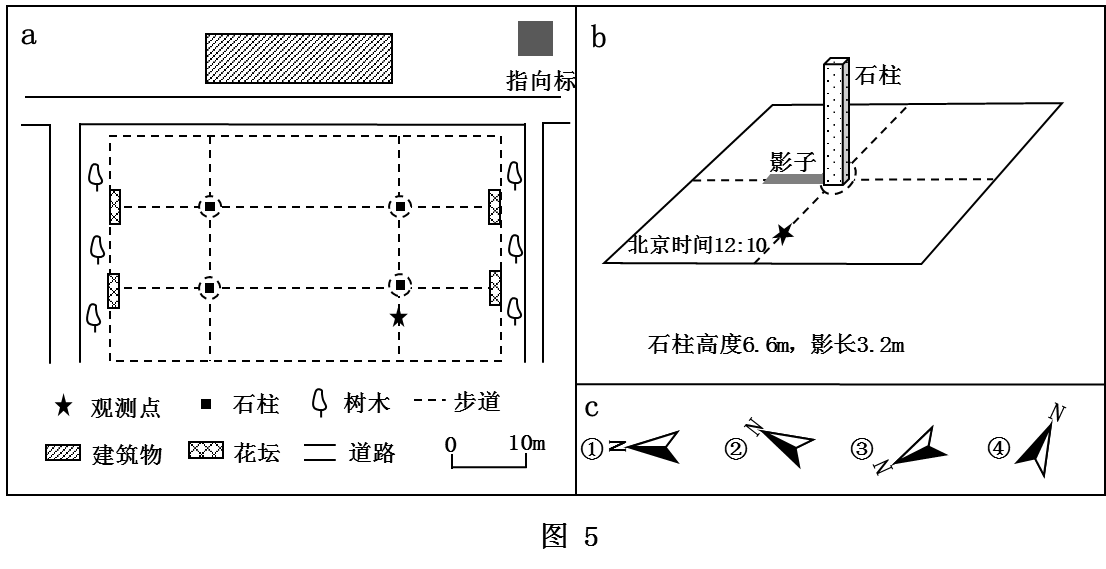 a
指向标
观测点
石柱
树木
步道
建筑物
花坛
道路
0
10m
b
石柱
影子
北京时间12:10
石柱高度6.6m，影长3.2m
c
① N
② N
③ N
④ N
图 5